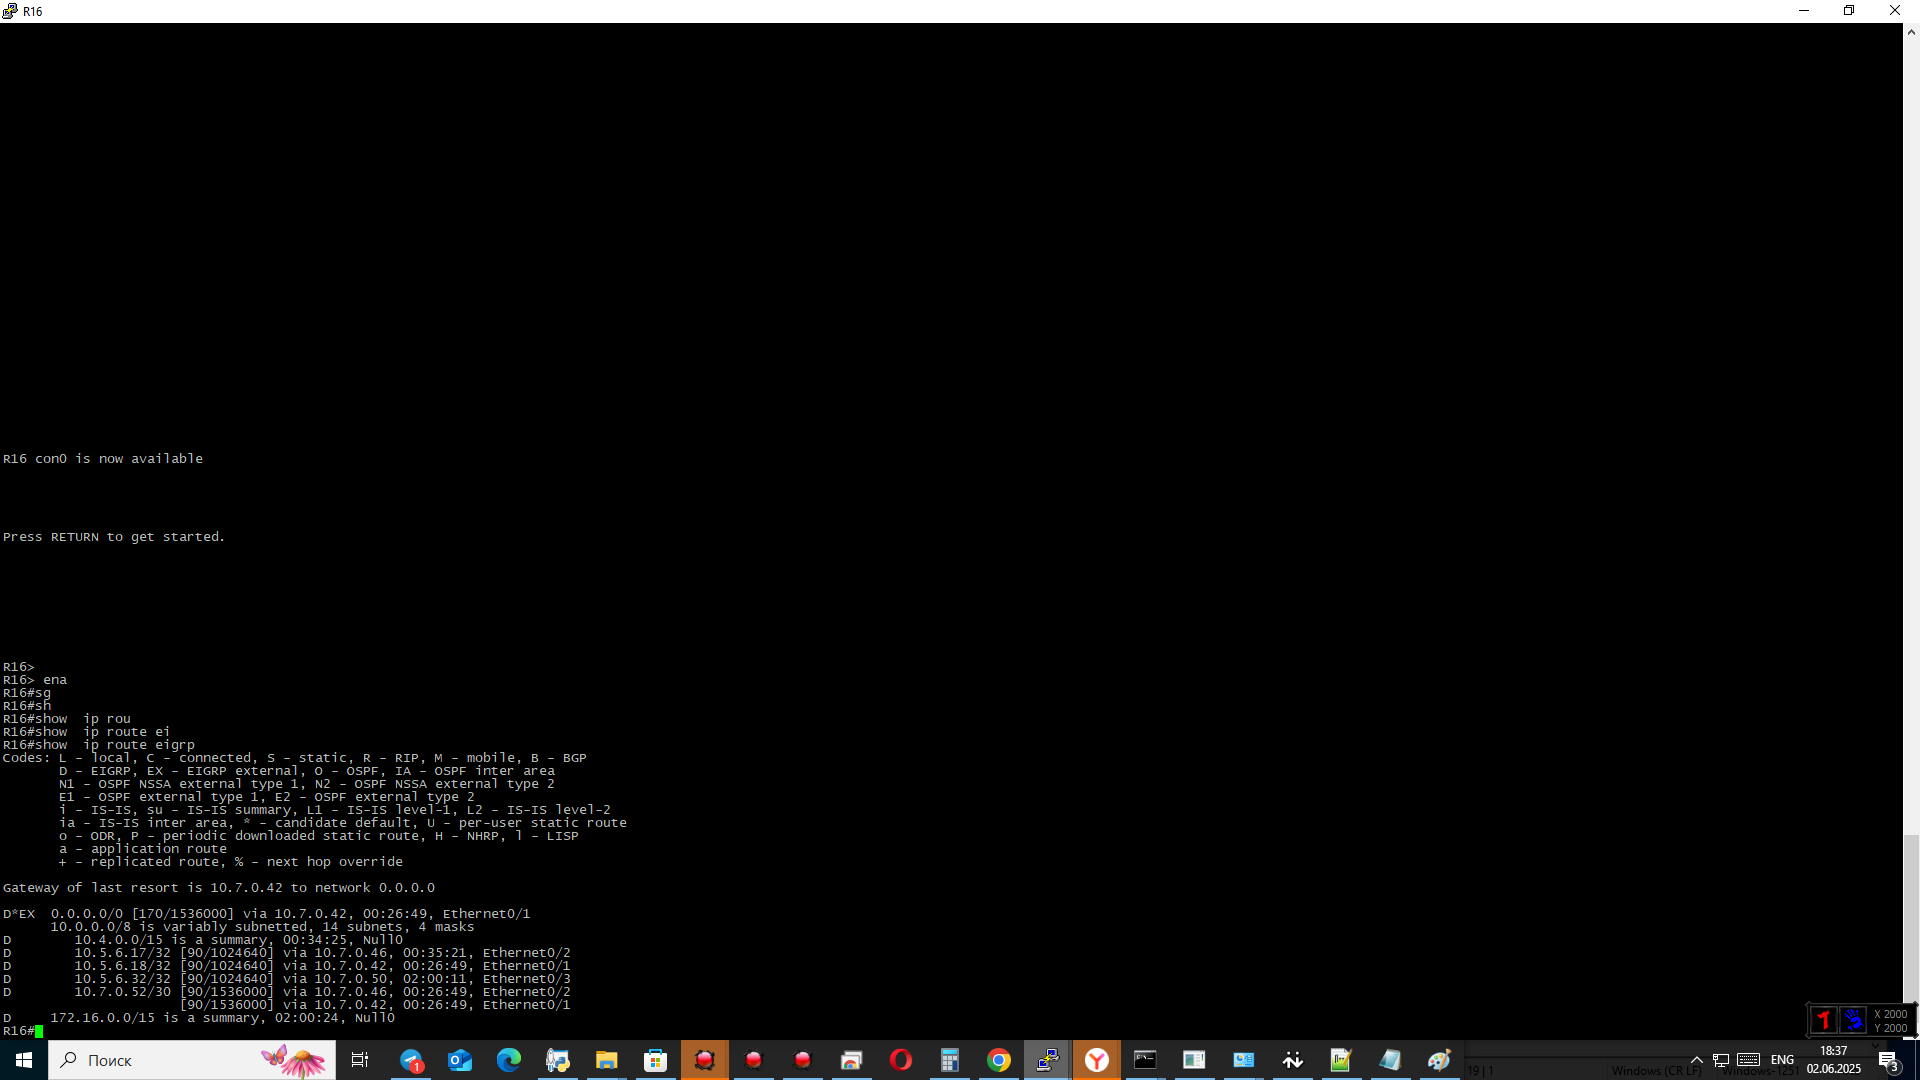 R16
R16 con0 is now available
Press RETURN to get started.
R16>
R16> ena
R16#sg
R16#sh
R16#show  ip rou
R16#show  ip route ei
R16#show  ip route eigrp
Codes: L - local, C - connected, S - static, R - RIP, M - mobile, B - BGP
       D - EIGRP, EX - EIGRP external, O - OSPF, IA - OSPF inter area
       N1 - OSPF NSSA external type 1, N2 - OSPF NSSA external type 2
       E1 - OSPF external type 1, E2 - OSPF external type 2
       i - IS-IS, su - IS-IS summary, L1 - IS-IS level-1, L2 - IS-IS level-2
       ia - IS-IS inter area, * - candidate default, U - per-user static route
       o - ODR, P - periodic downloaded static route, H - NHRP, l - LISP
       a - application route
       + - replicated route, % - next hop override
Gateway of last resort is 10.7.0.42 to network 0.0.0.0
D*EX  0.0.0.0/0 [170/1536000] via 10.7.0.42, 00:26:49, Ethernet0/1
      10.0.0.0/8 is variably subnetted, 14 subnets, 4 masks
D        10.4.0.0/15 is a summary, 00:34:25, Null0
D        10.5.6.17/32 [90/1024640] via 10.7.0.46, 00:35:21, Ethernet0/2
D        10.5.6.18/32 [90/1024640] via 10.7.0.42, 00:26:49, Ethernet0/1
D        10.5.6.32/32 [90/1024640] via 10.7.0.50, 02:00:11, Ethernet0/3
D        10.7.0.52/30 [90/1536000] via 10.7.0.46, 00:26:49, Ethernet0/2
                      [90/1536000] via 10.7.0.42, 00:26:49, Ethernet0/1
D     172.16.0.0/15 is a summary, 02:00:24, Null0
R16#
X 2000
Y 2000
Поиск
1
19 | 1
Windows (CR LF)
Windows-1251
ENG
18:37
02.06.2025
3